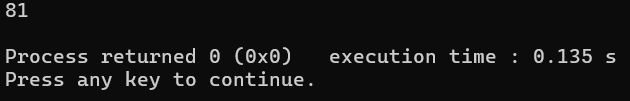 81
Process returned 0 (0x0)   execution time : 0.135 s
Press any key to continue.